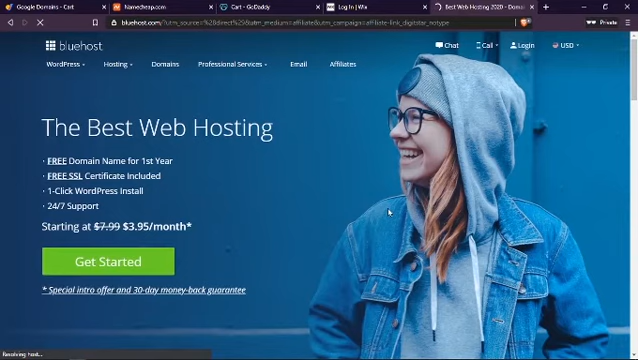 Google Domains - Cart
Namecheap.com
Cart - GoDaddy
Log In | Wix
Best Web Hosting 2020 - Domain
Private
bluehost
Chat
Call
Login
USD
WordPress
Hosting
Domains
Professional Services
Email
Affiliates
The Best Web Hosting
· FREE Domain Name for 1st Year
· FREE SSL Certificate Included
· 1-Click WordPress Install
· 24/7 Support
Starting at $7.99 $3.95/month*
Get Started
* Special intro offer and 30-day money-back guarantee
Resolving host...